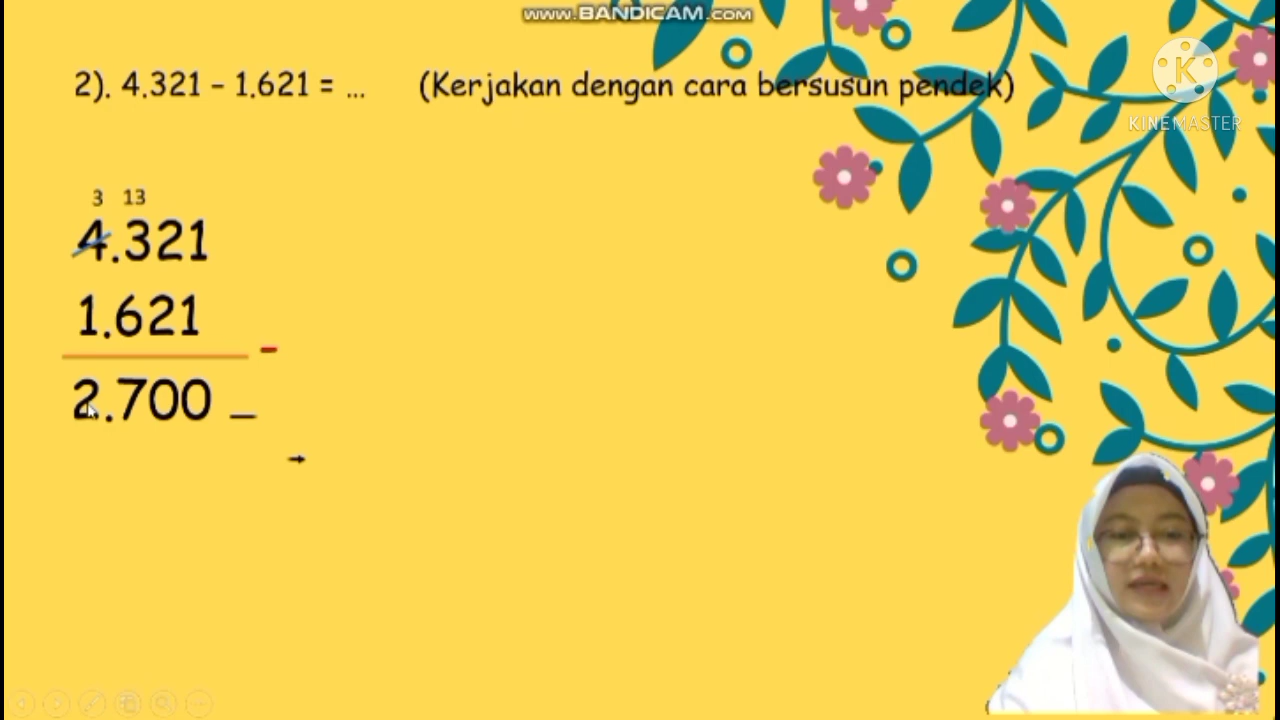 www.BANDICAM.com
2). 4.321 - 1.621 = ... (Kerjakan dengan cara bersusun pendek)
K
KINEMASTER
3 13
4.321
1.621
-
2.700